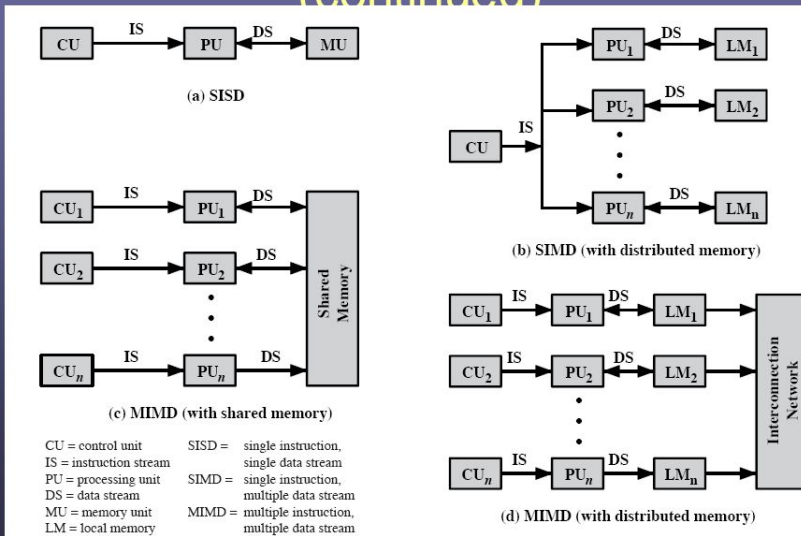 (continued)
CU IS PU DS MU
(a) SISD
CU IS
PU₁ DS LM₁
PU₂ DS LM₂
PUₙ DS LMₙ
(b) SIMD (with distributed memory)
CU₁ IS PU₁ DS
CU₂ IS PU₂ DS
CUₙ IS PUₙ DS
Shared
Memory
(c) MIMD (with shared memory)
CU₁ IS PU₁ DS LM₁
CU₂ IS PU₂ DS LM₂
CUₙ IS PUₙ DS LMₙ
Interconnection
Network
(d) MIMD (with distributed memory)
CU = control unit
IS = instruction stream
PU = processing unit
DS = data stream
MU = memory unit
LM = local memory
SISD = single instruction,
single data stream
SIMD = single instruction,
multiple data stream
MIMD = multiple instruction,
multiple data stream